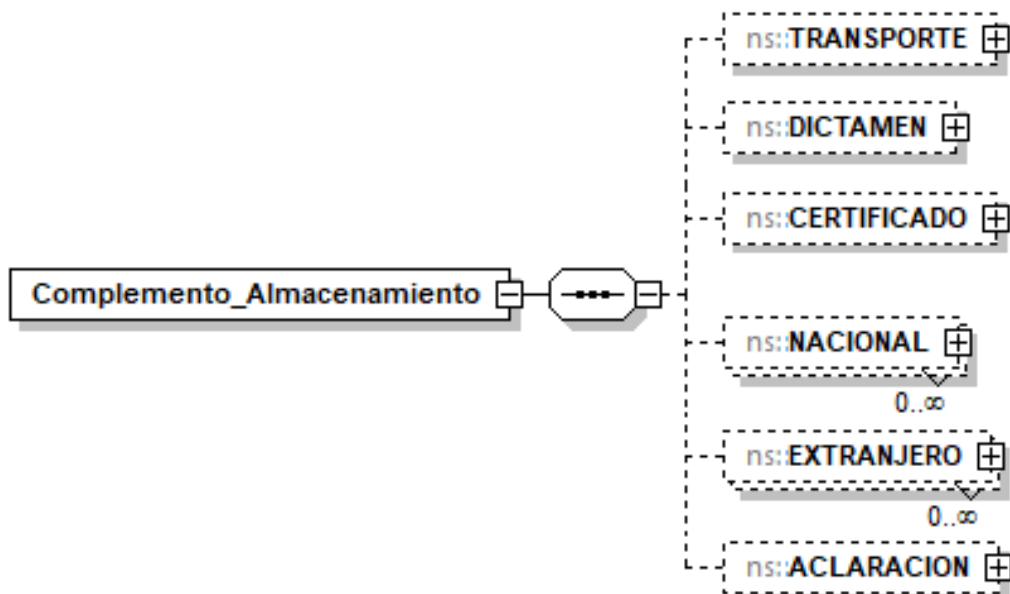 ns:TRANSPORTE
ns:DICTAMEN
ns:CERTIFICADO
Complemento_Almacenamiento
ns:NACIONAL
0..∞
ns:EXTRANJERO
0..∞
ns:ACLARACION